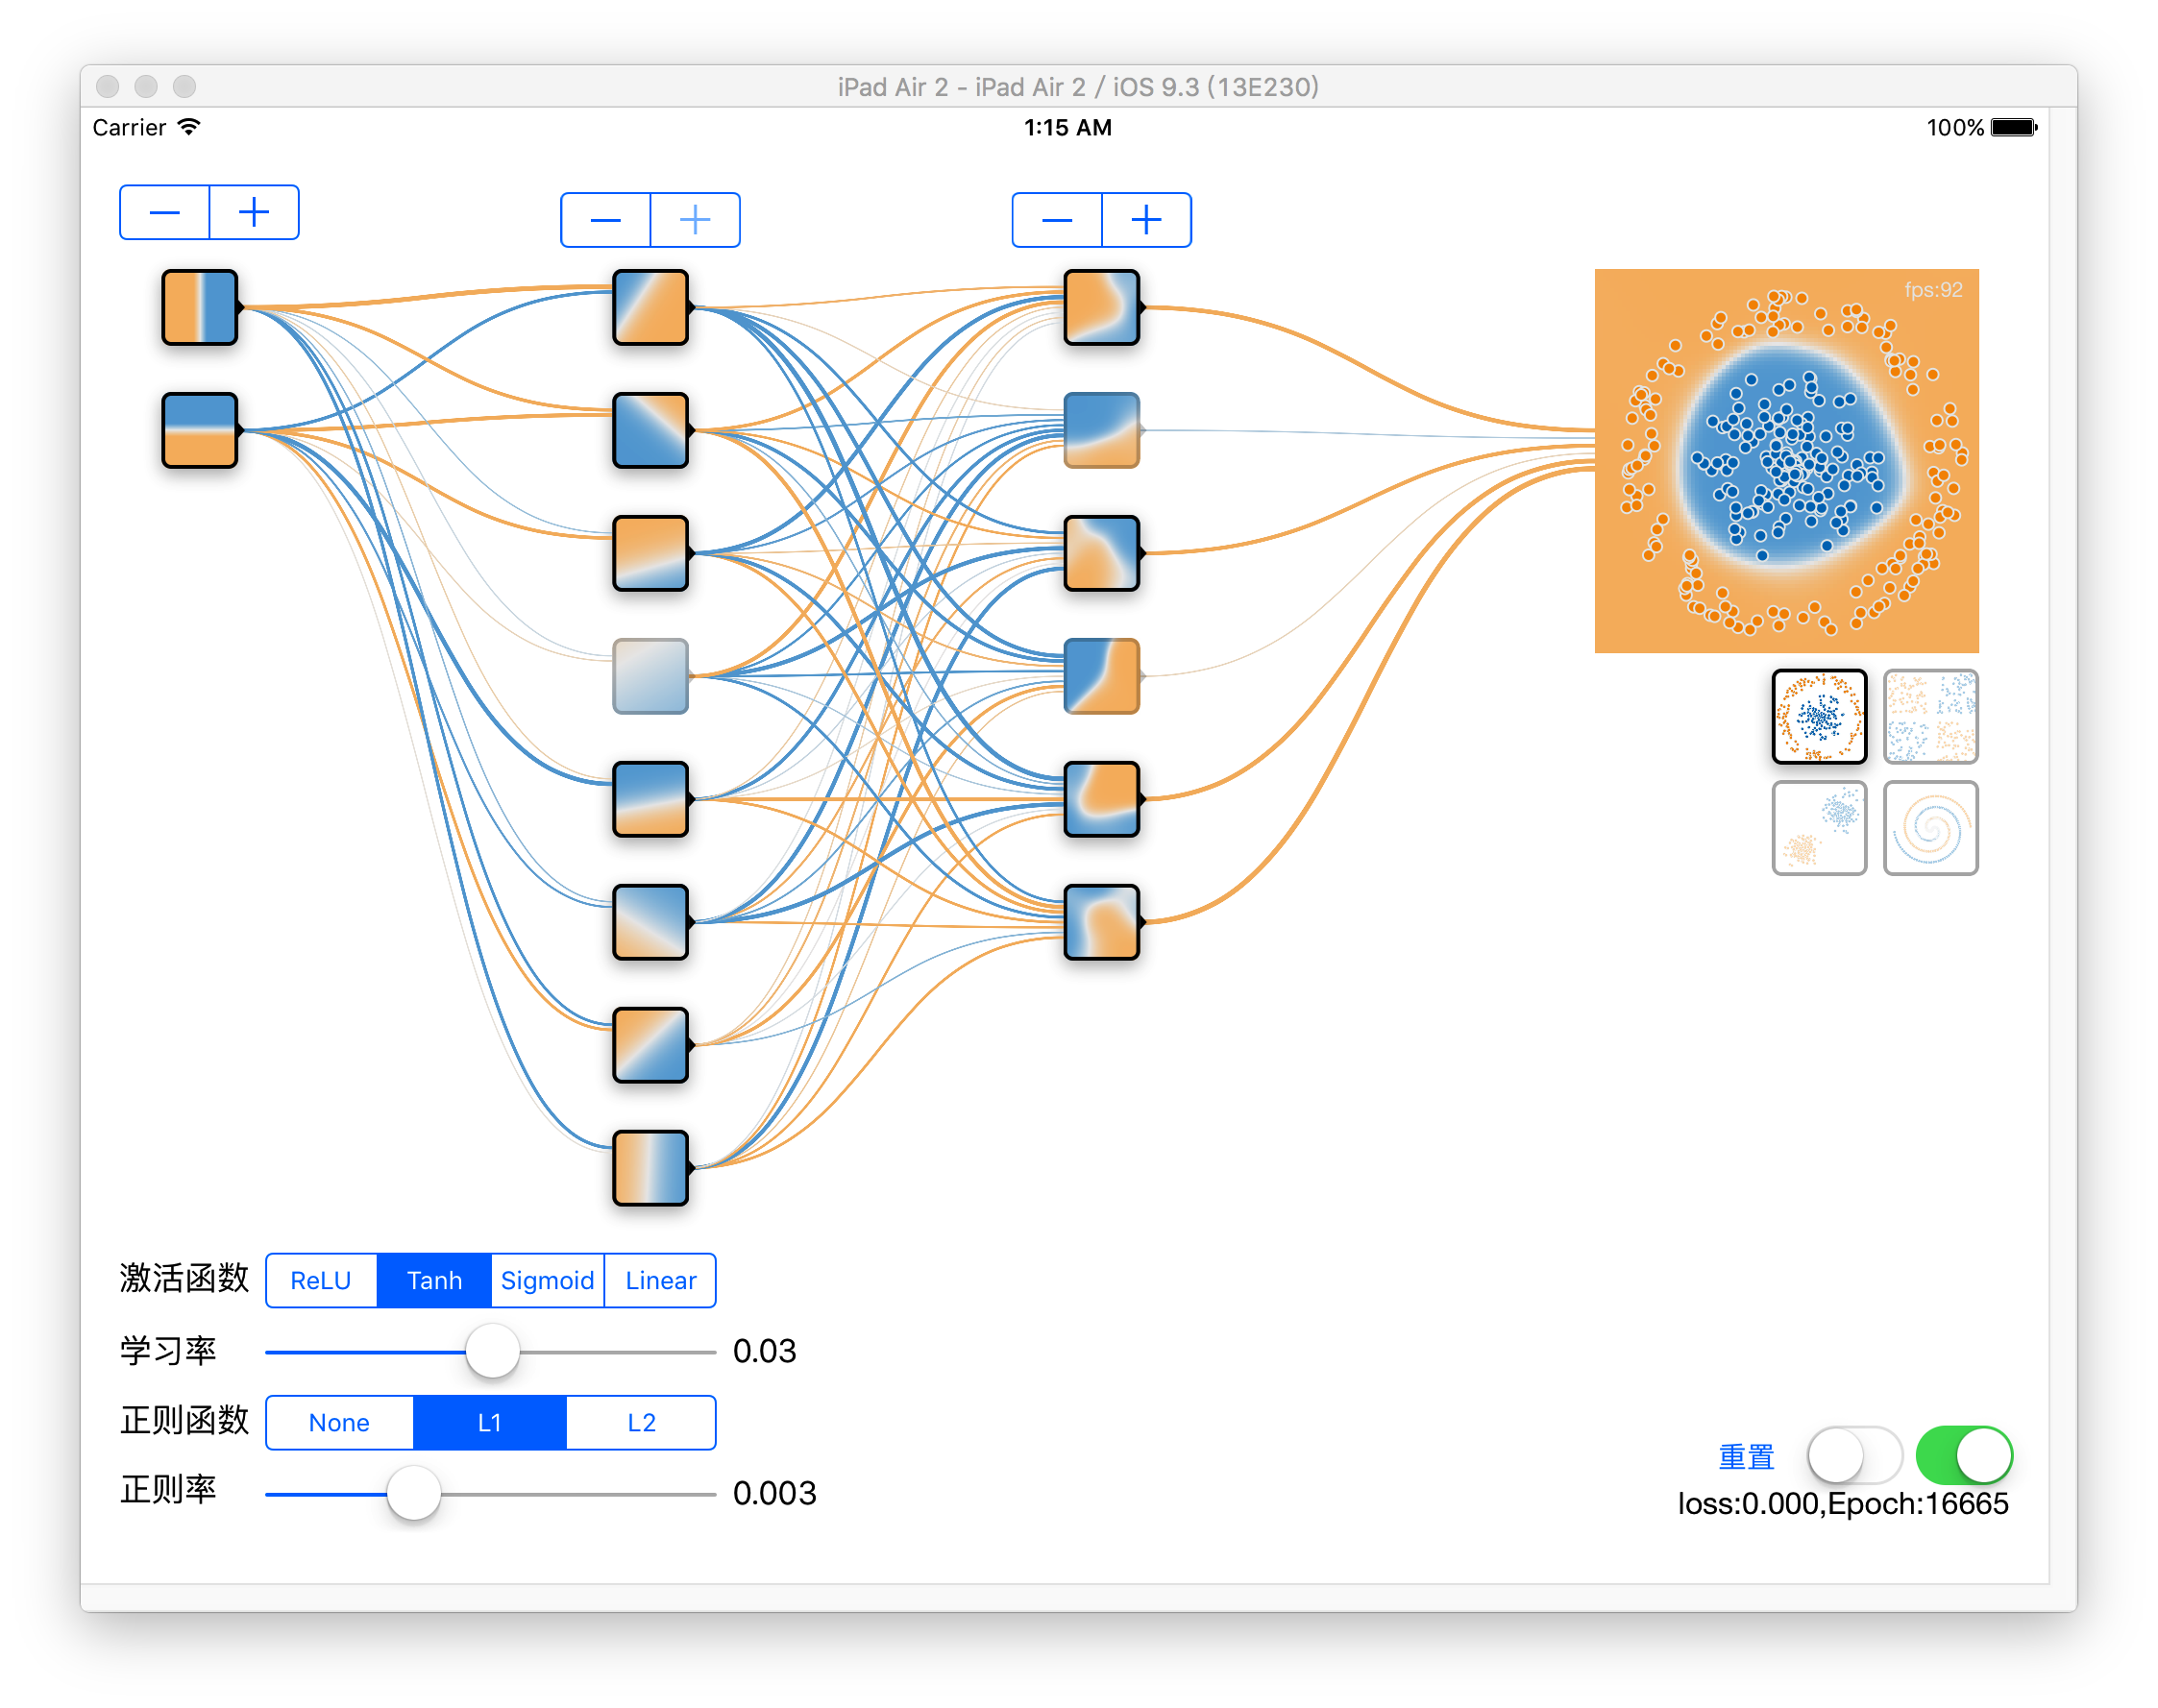 iPad Air 2 - iPad Air 2 / iOS 9.3 (13E230)
Carrier 1:15 AM 100%
fps:92
激活函数 ReLU Tanh Sigmoid Linear
学习率 0.03
正则函数 None L1 L2
正则率 0.003
重置
loss:0.000,Epoch:16665